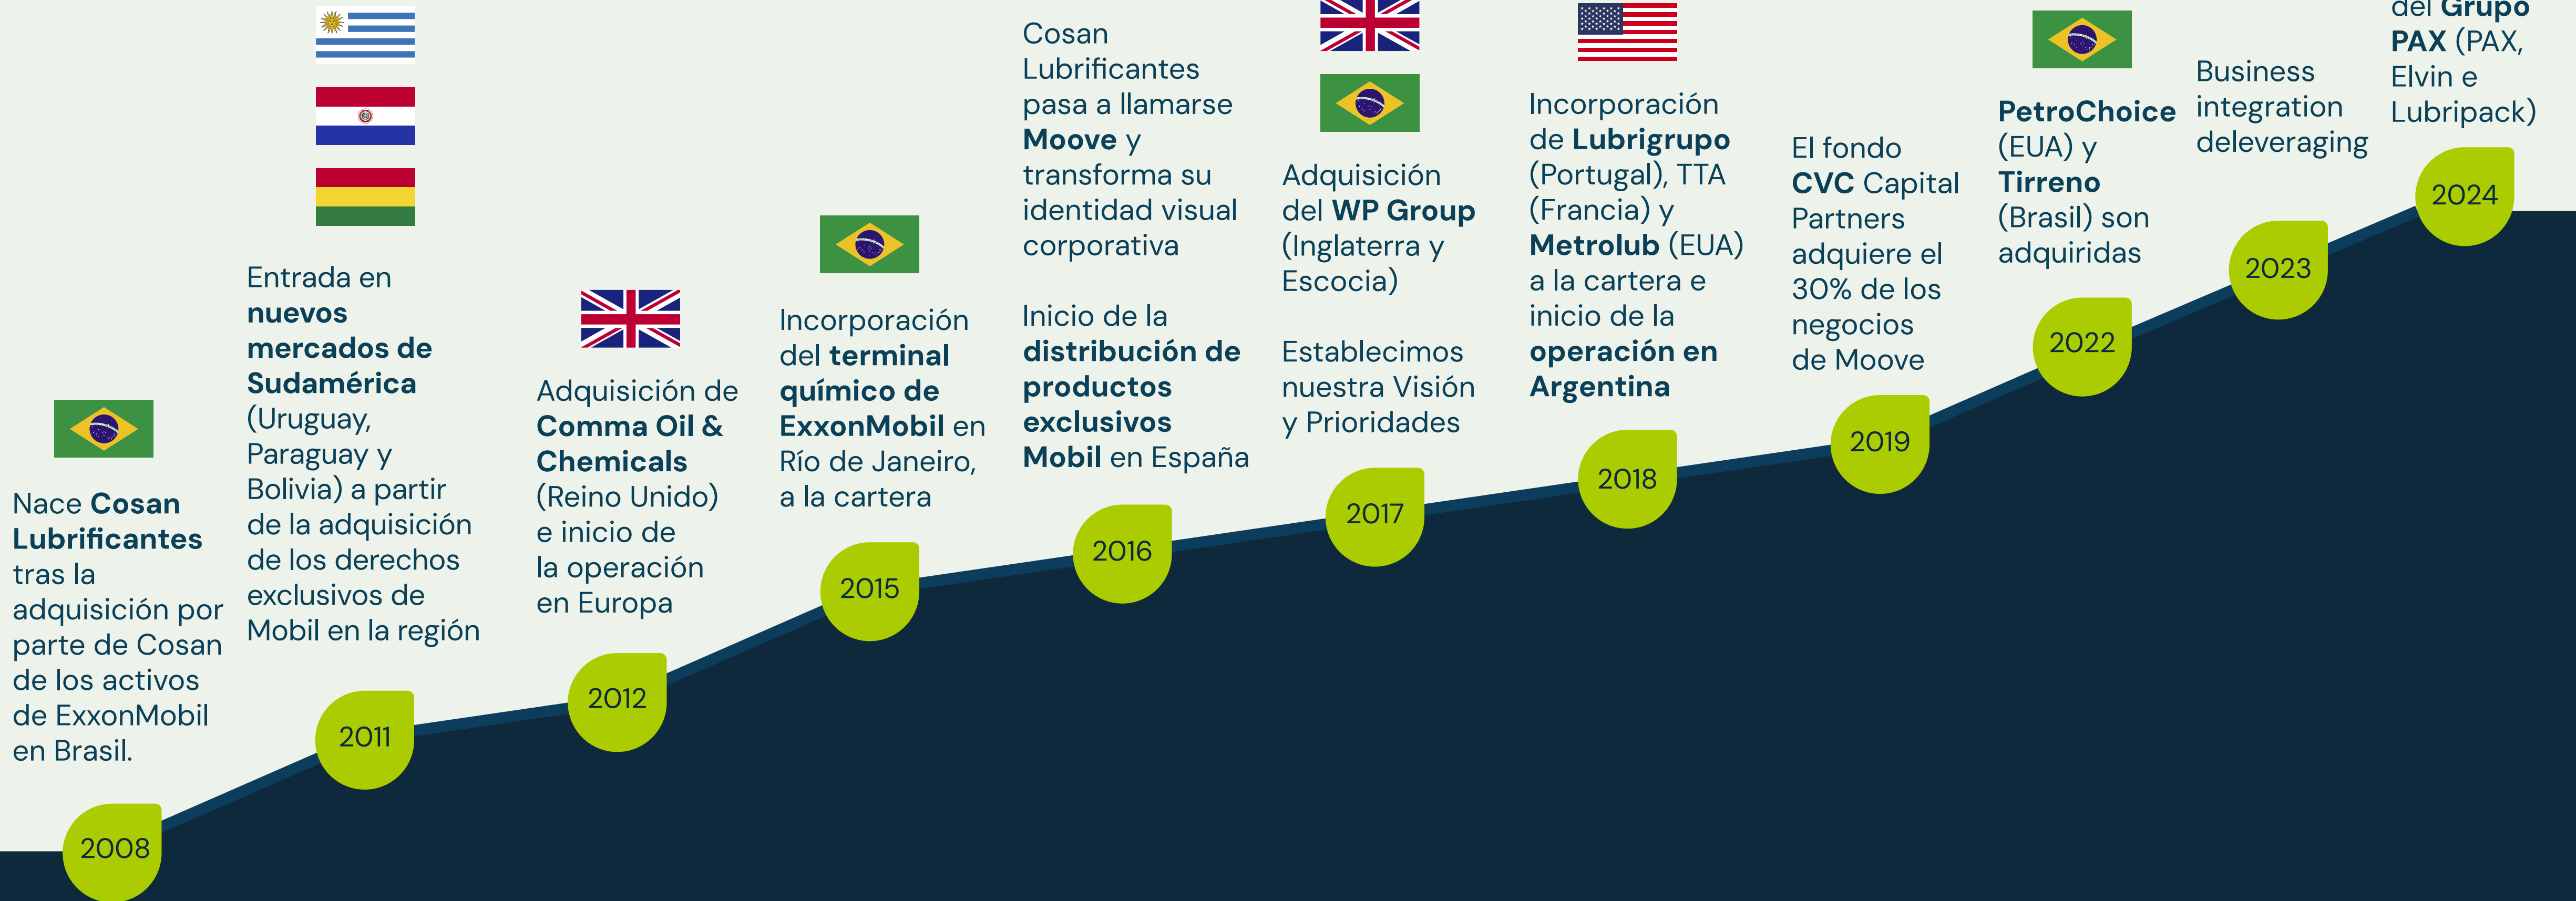 Nace Cosan
Lubrificantes
tras la
adquisición por
parte de Cosan
de los activos
de ExxonMobil
en Brasil.
2008
Entrada en
nuevos
mercados de
Sudamérica
(Uruguay,
Paraguay y
Bolivia) a partir
de la adquisición
de los derechos
exclusivos de
Mobil en la región
2011
Adquisición de
Comma Oil &
Chemicals
(Reino Unido)
e inicio de
la operación
en Europa
2012
Incorporación
del terminal
químico de
ExxonMobil en
Río de Janeiro,
a la cartera
2015
Cosan
Lubrificantes
pasa a llamarse
Moove y
transforma su
identidad visual
corporativa
Inicio de la
distribución de
productos
exclusivos
Mobil en España
2016
Adquisición
del WP Group
(Inglaterra y
Escocia)
Establecimos
nuestra Visión
y Prioridades
2017
Incorporación
de Lubrigrupo
(Portugal), TTA
(Francia) y
Metrolub (EUA)
a la cartera e
inicio de la
operación en
Argentina
2018
El fondo
CVC Capital
Partners
adquiere el
30% de los
negocios
de Moove
2019
PetroChoice
(EUA) y
Tirreno
(Brasil) son
adquiridas
2022
Business
integration
deleveraging
2023
del Grupo
PAX (PAX,
Elvin e
Lubripack)
2024